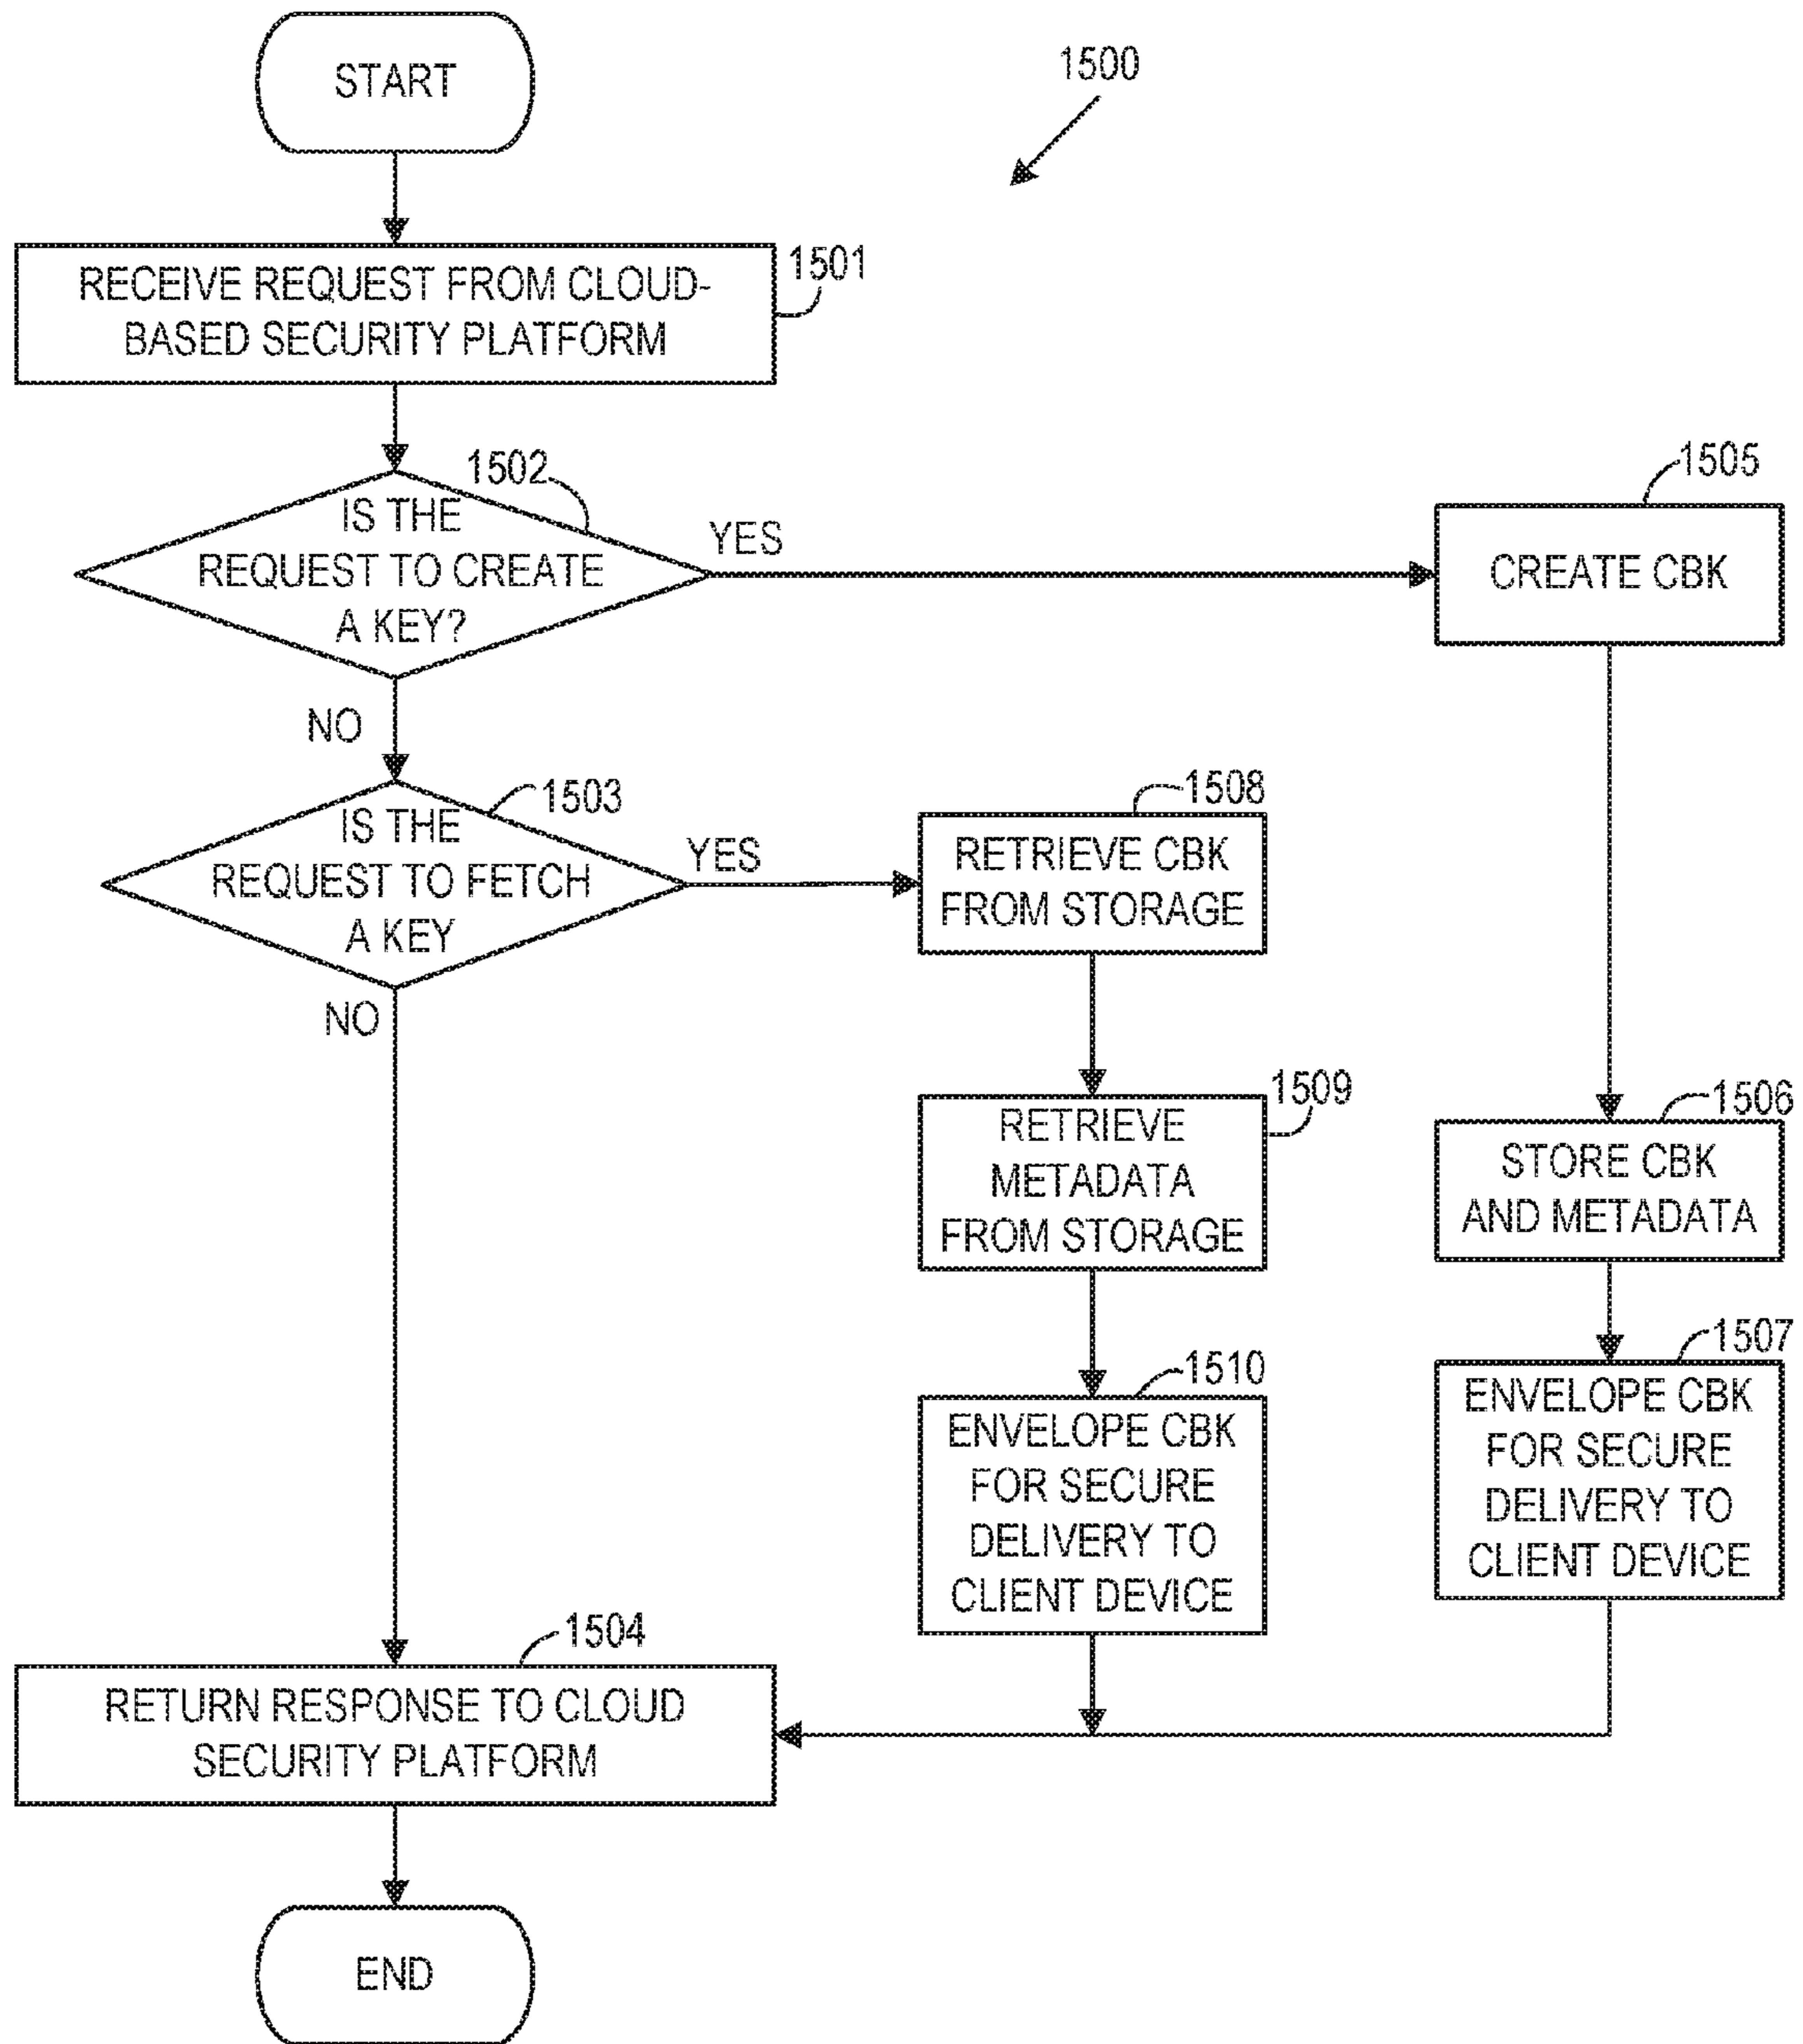 START
1500
RECEIVE REQUEST FROM CLOUD-
BASED SECURITY PLATFORM
1501
1502
IS THE
REQUEST TO CREATE
A KEY?
YES
NO
1505
CREATE CBK
1503
IS THE
REQUEST TO FETCH
A KEY
YES
NO
1508
RETRIEVE CBK
FROM STORAGE
1509
RETRIEVE
METADATA
FROM STORAGE
1506
STORE CBK
AND METADATA
1510
ENVELOPE CBK
FOR SECURE
DELIVERY TO
CLIENT DEVICE
1507
ENVELOPE CBK
FOR SECURE
DELIVERY TO
CLIENT DEVICE
1504
RETURN RESPONSE TO CLOUD
SECURITY PLATFORM
END